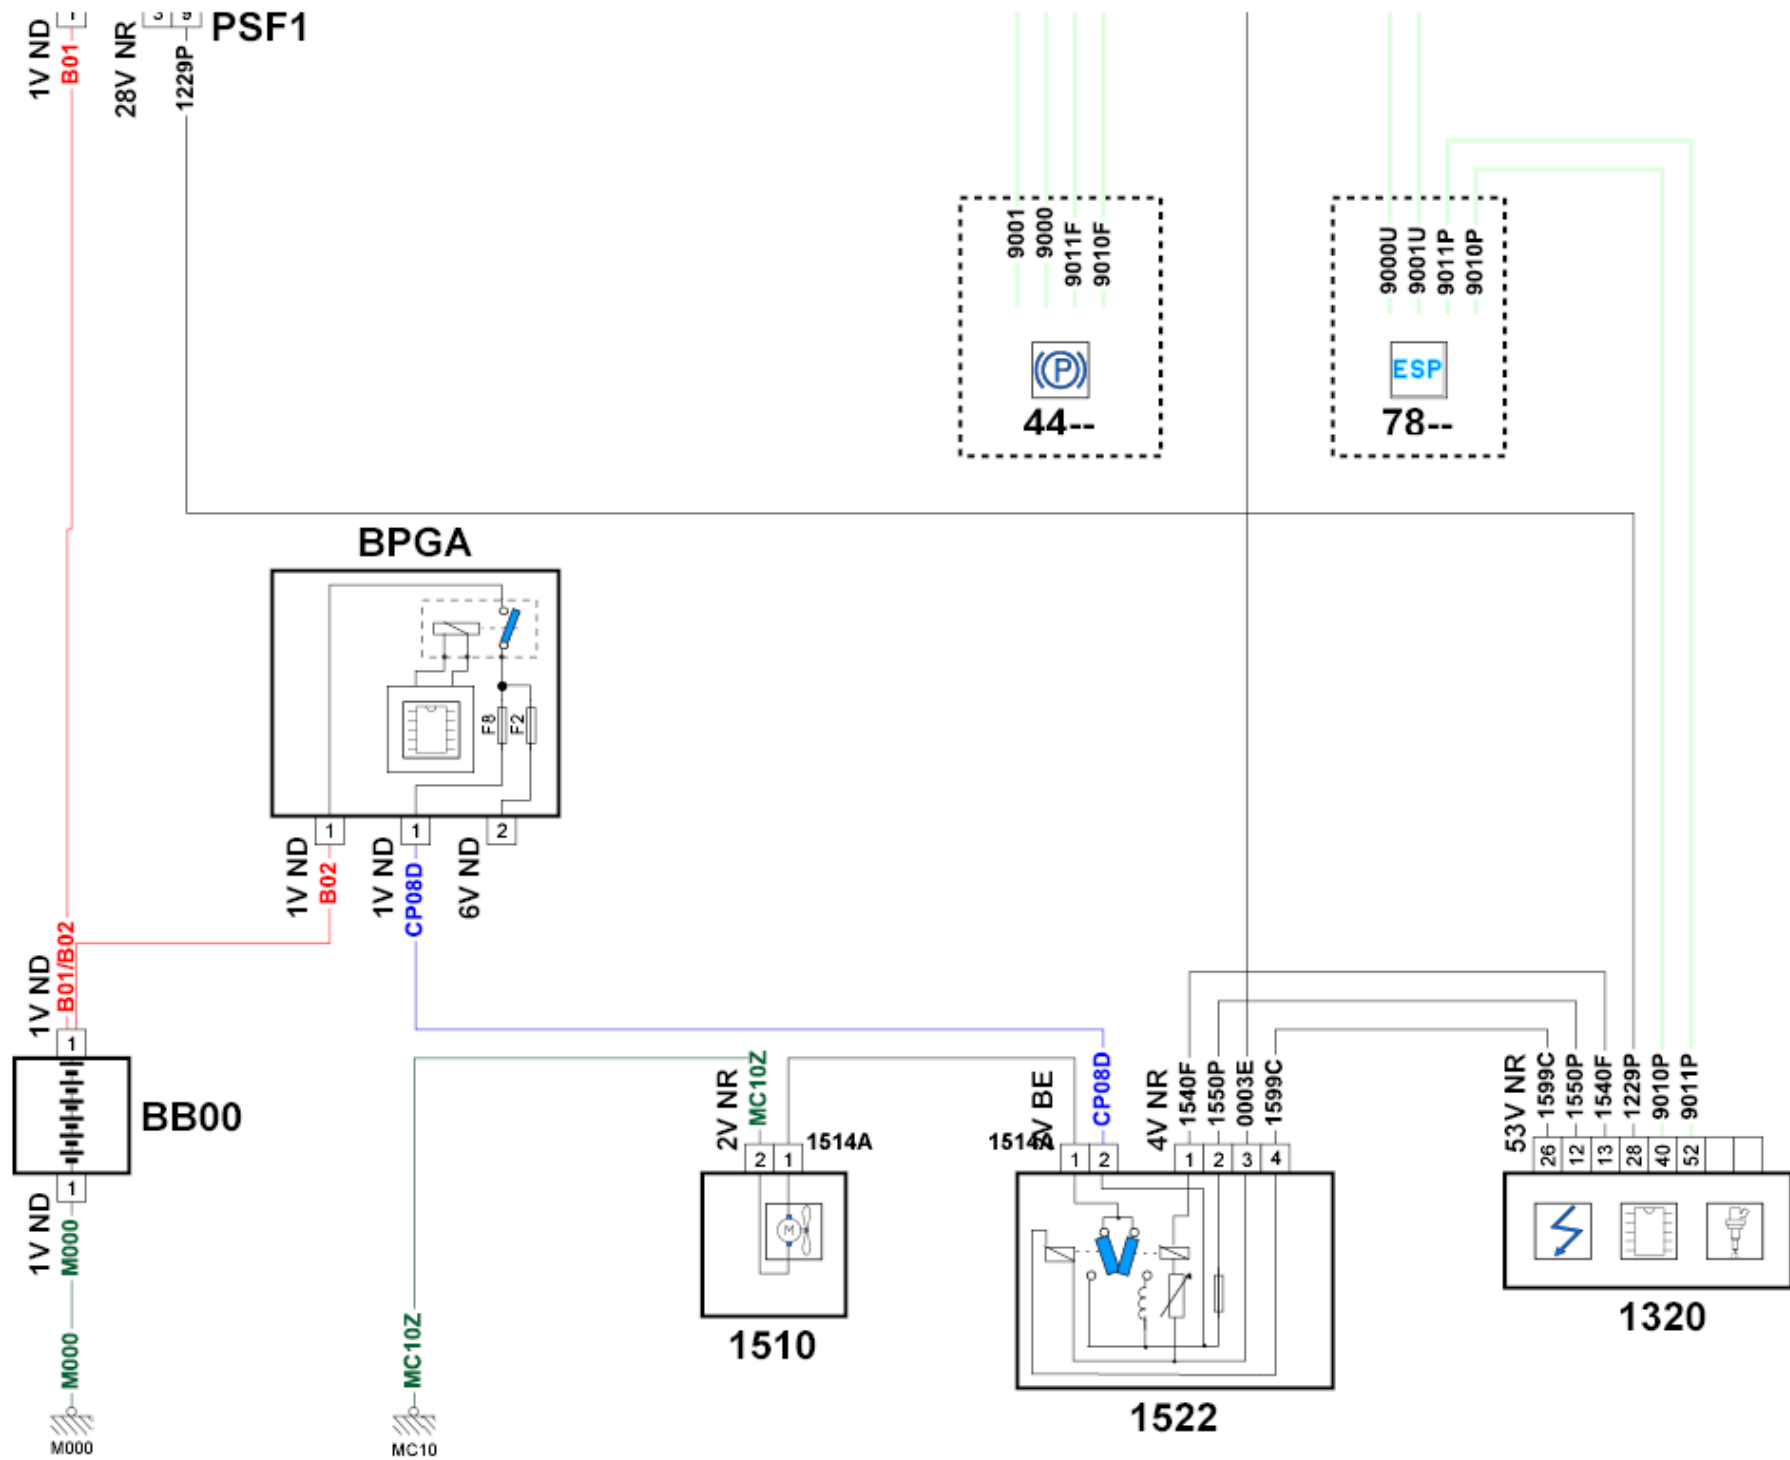 PSF1
1V ND
B01
28V NR
3
1229P
9001
9000
9011F
9010F
P
44--
9000U
9001U
9011P
9010P
ESP
78--
BPGA
F8
F2
1
1
2
1V ND
B02
1V ND
CP08D
6V ND
1V ND
B01/B02
1
BB00
1
1V ND
M000
M000
M000
MC10Z
MC10
2V NR
MC10Z
2
1
1514A
M
1510
1514A
V BE
CP08D
1
2
4V NR
1540F
1550P
0003E
1599C
1
2
3
4
1522
53V NR
1599C
1550P
1540F
1229P
9010P
9011P
26
12
13
28
40
52
1320